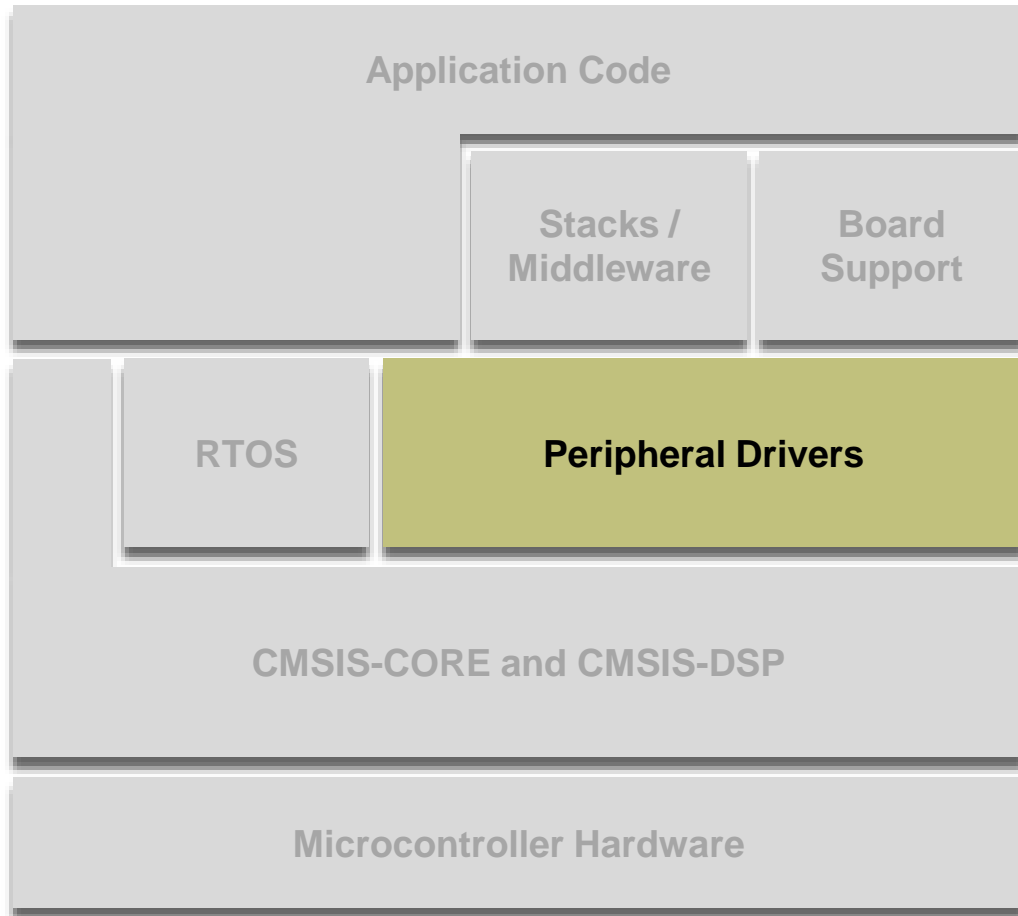 Application Code
Stacks /
Middleware
Board
Support
RTOS
Peripheral Drivers
CMSIS-CORE and CMSIS-DSP
Microcontroller Hardware